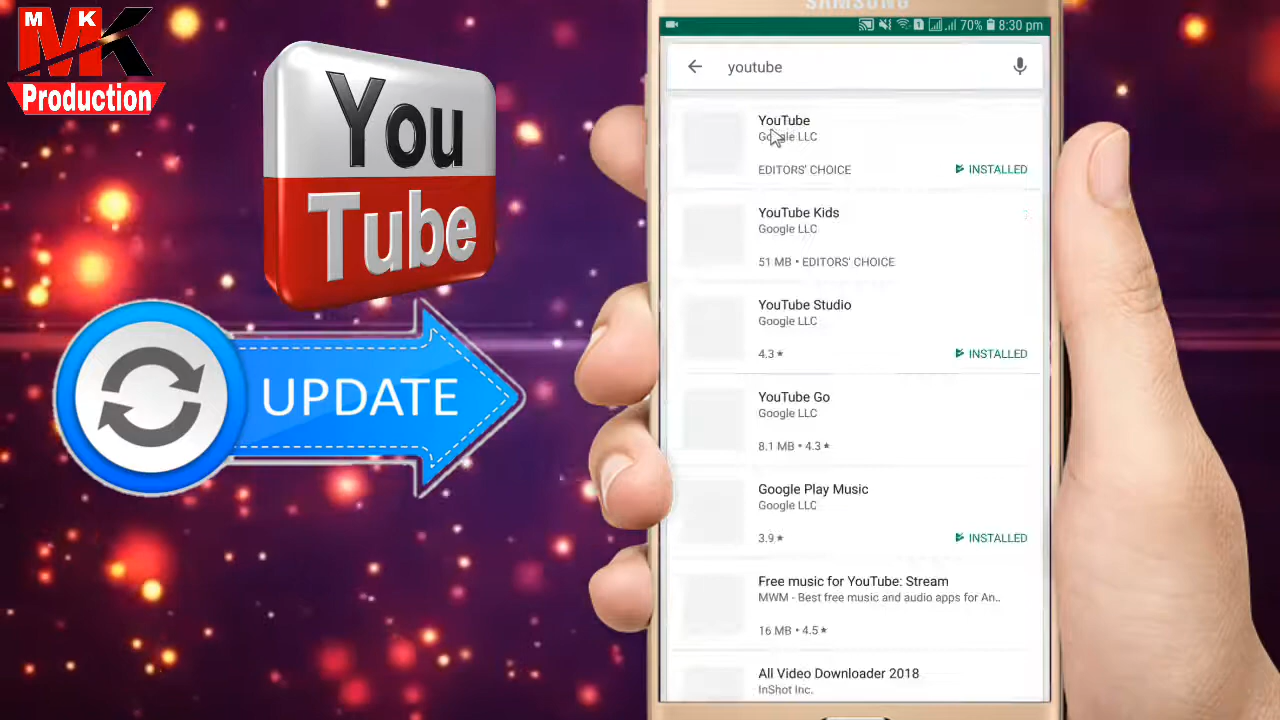 MK
Production
You
Tube
UPDATE
SAMSUNG
1 70% 8:30 pm
youtube
YouTube
Google LLC
EDITORS' CHOICE
INSTALLED
YouTube Kids
Google LLC
51 MB • EDITORS' CHOICE
YouTube Studio
Google LLC
4.3★
INSTALLED
YouTube Go
Google LLC
8.1 MB • 4.3★
Google Play Music
Google LLC
3.9★
INSTALLED
Free music for YouTube: Stream
MWM - Best free music and audio apps for An..
16 MB • 4.5★
All Video Downloader 2018
InShot Inc.